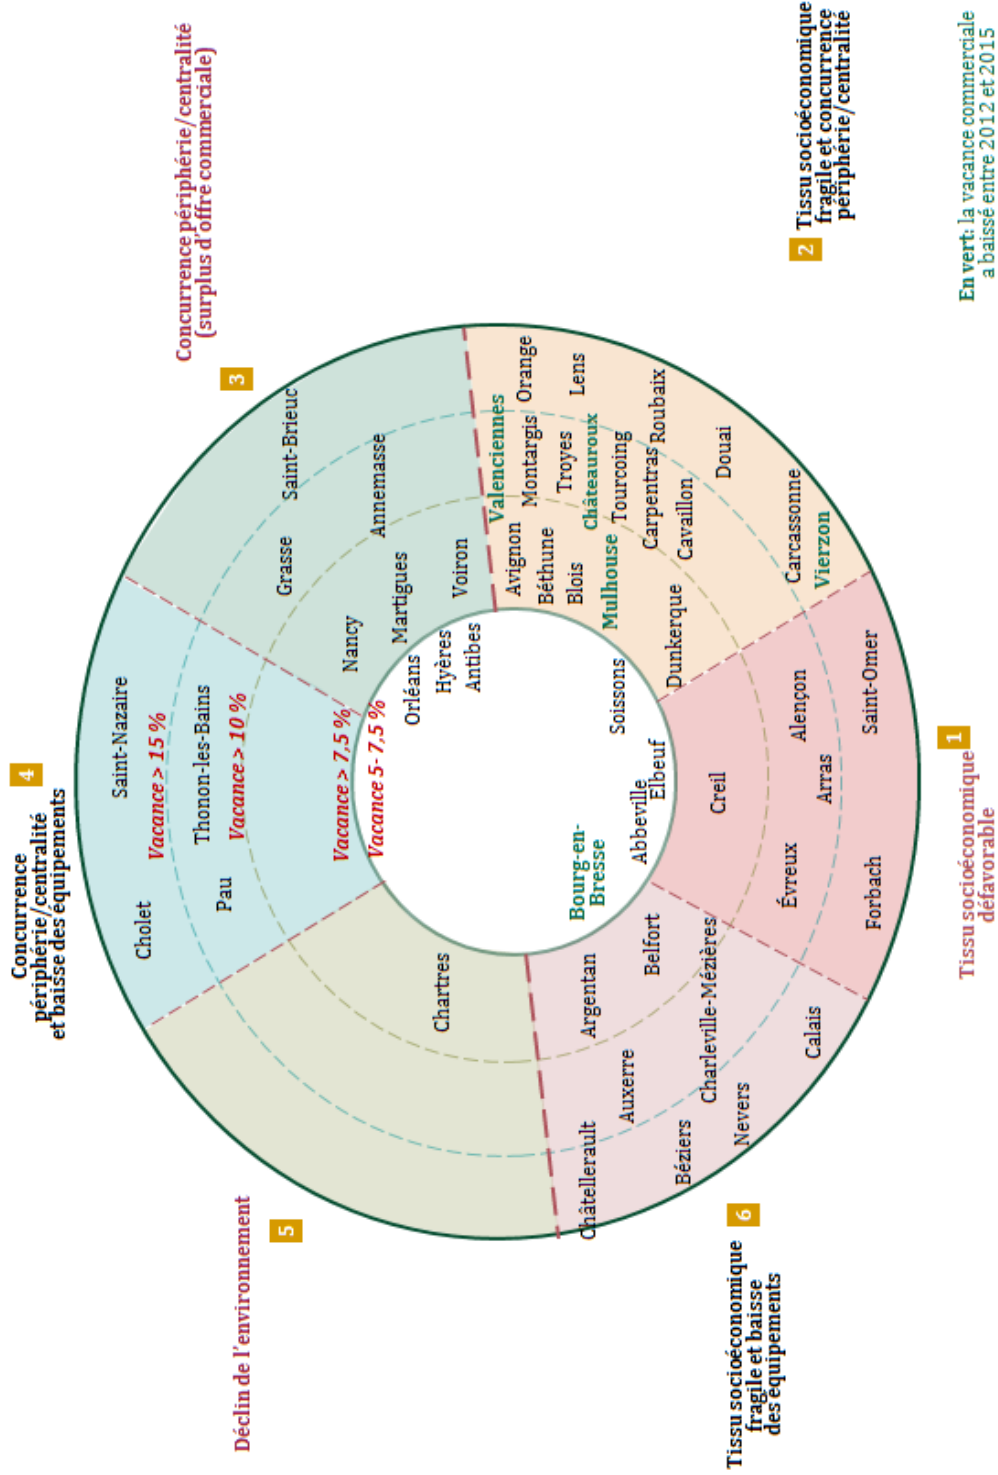 4
Concurrence
périphérie/centralité
et baisse des équipements
Concurrence périphérie/centralité
(surplus d'offre commerciale)
3
Déclin de l'environnement
5
Cholet
Saint-Nazaire
Vacance > 15 %
Thonon-les-Bains
Pau
Vacance > 10 %
Vacance > 7,5 %
Vacance 5- 7,5 %
Saint-Brieuc
Grasse
Annemasse
Nancy
Martigues
Voiron
Orléans
Hyères
Antibes
Chartres
Valenciennes
Orange
Avignon
Montargis
Béthune
Troyes
Lens
Blois
Châteauroux
Mulhouse
Tourcoing
Roubaix
Carpentras
Cavaillon
Dunkerque
Douai
Carcassonne
Vierzon
Soissons
Bourg-en-
Bresse
Abbeville
Elbeuf
Argentan
Belfort
Châtellerault
Auxerre
Charleville-Mézières
Béziers
Nevers
Calais
Creil
Alençon
Évreux
Arras
Saint-Omer
Forbach
6
Tissu socioéconomique
fragile et baisse
des équipements
2
Tissu socioéconomique
fragile et concurrence
périphérie/centralité
1
Tissu socioéconomique
défavorable
En vert: la vacance commerciale
a baissé entre 2012 et 2015